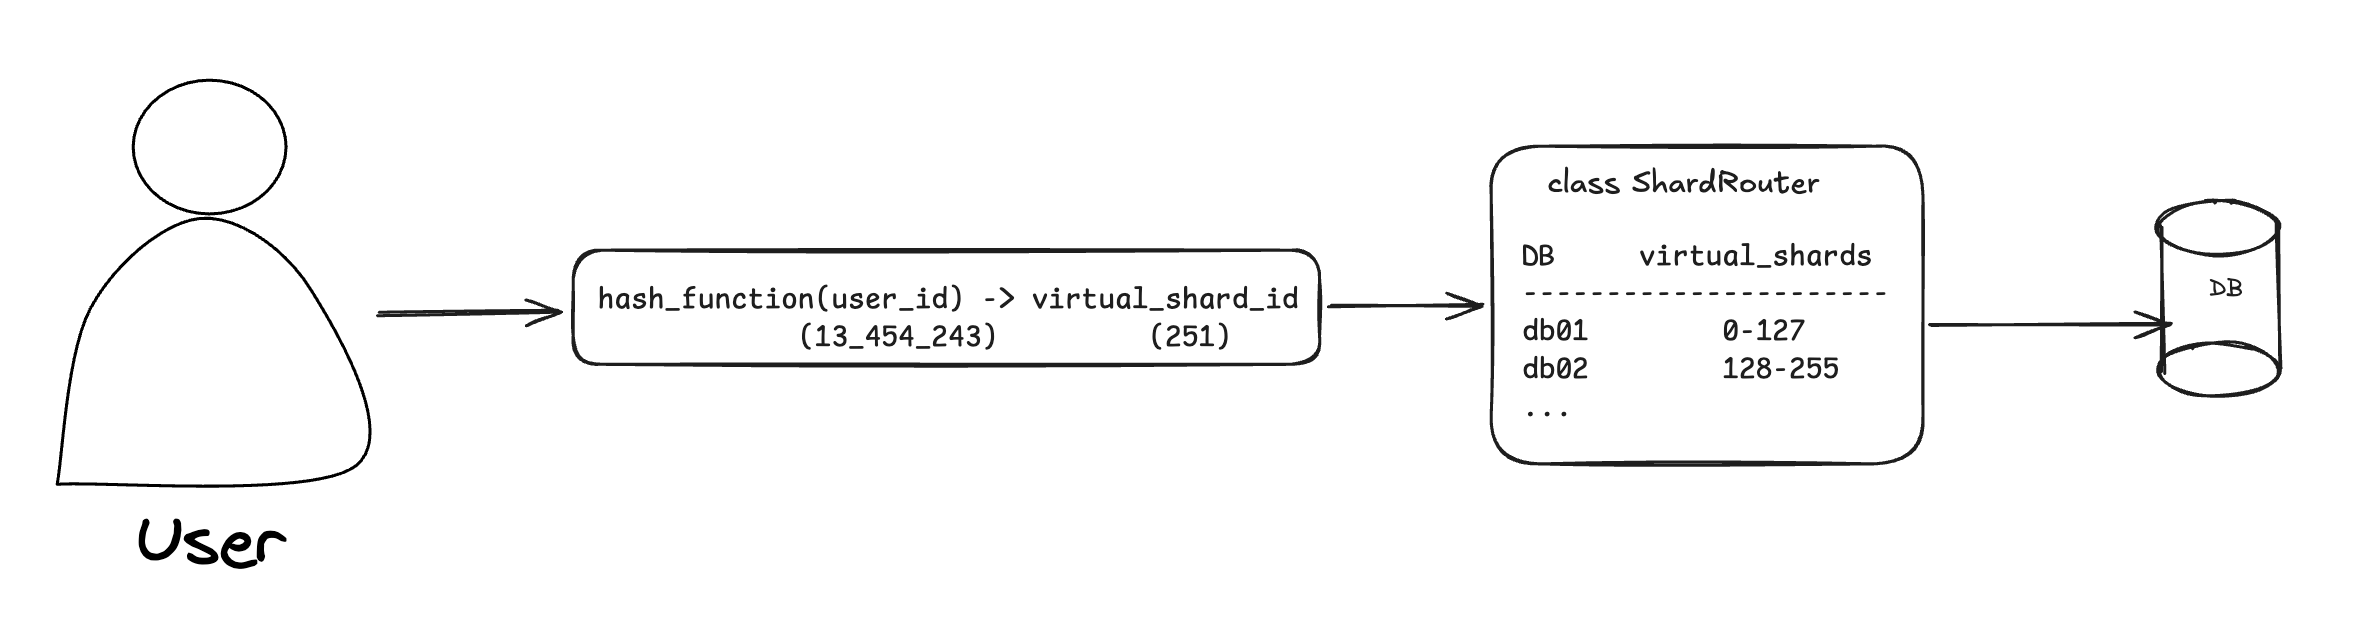 User
hash_function(user_id) -> virtual_shard_id
(13_454_243) (251)
class ShardRouter
DB virtual_shards
----------------------
db01 0-127
db02 128-255
...
DB